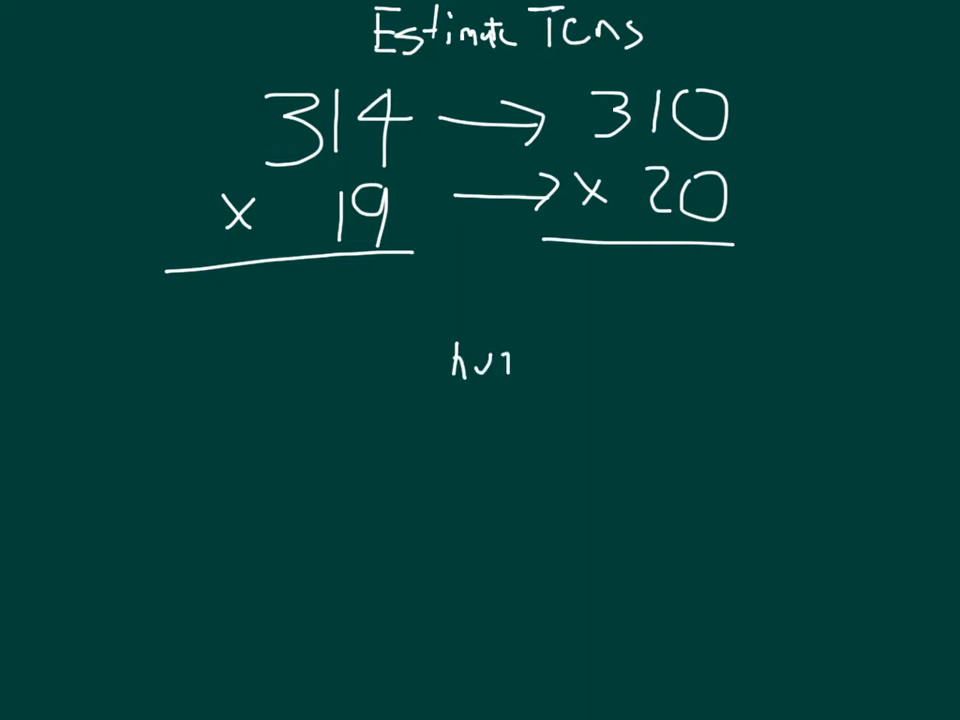 Estimate Tens
314 → 310
x 19 → x 20